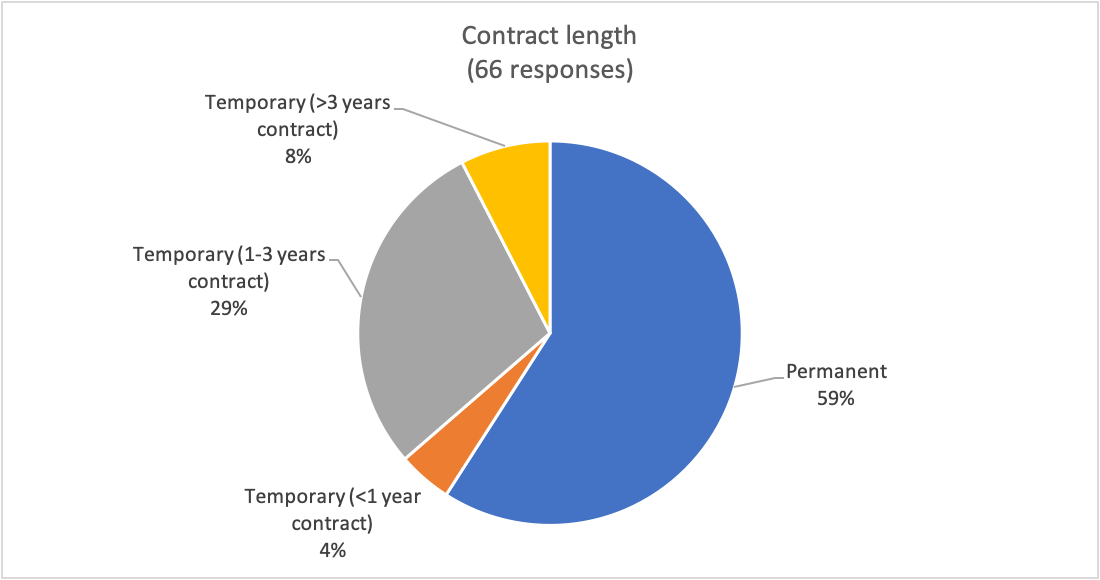 Contract length
(66 responses)
Temporary (>3 years
contract)
8%
Temporary (1-3 years
contract)
29%
Permanent
59%
Temporary (<1 year
contract)
4%